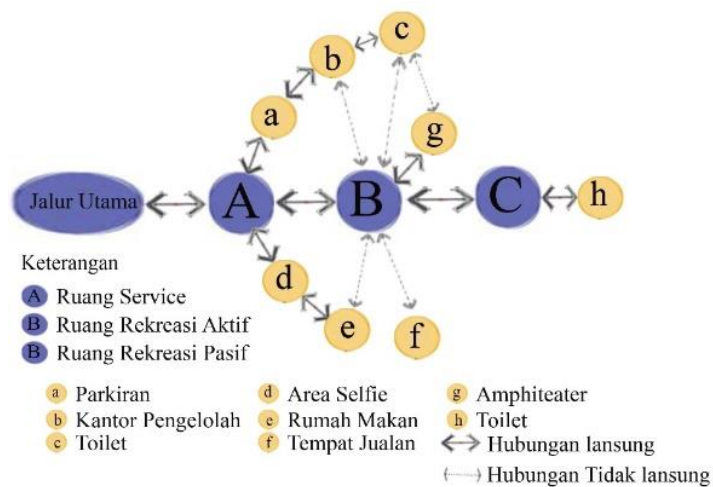 c
b
a
g
Jalur Utama
A
B
C
h
d
e
f
Keterangan
A Ruang Service
B Ruang Rekreasi Aktif
B Ruang Rekreasi Pasif
a Parkiran
d Area Selfie
g Amphiteater
b Kantor Pengelolah
e Rumah Makan
h Toilet
c Toilet
f Tempat Jualan
Hubungan lansung
Hubungan Tidak lansung